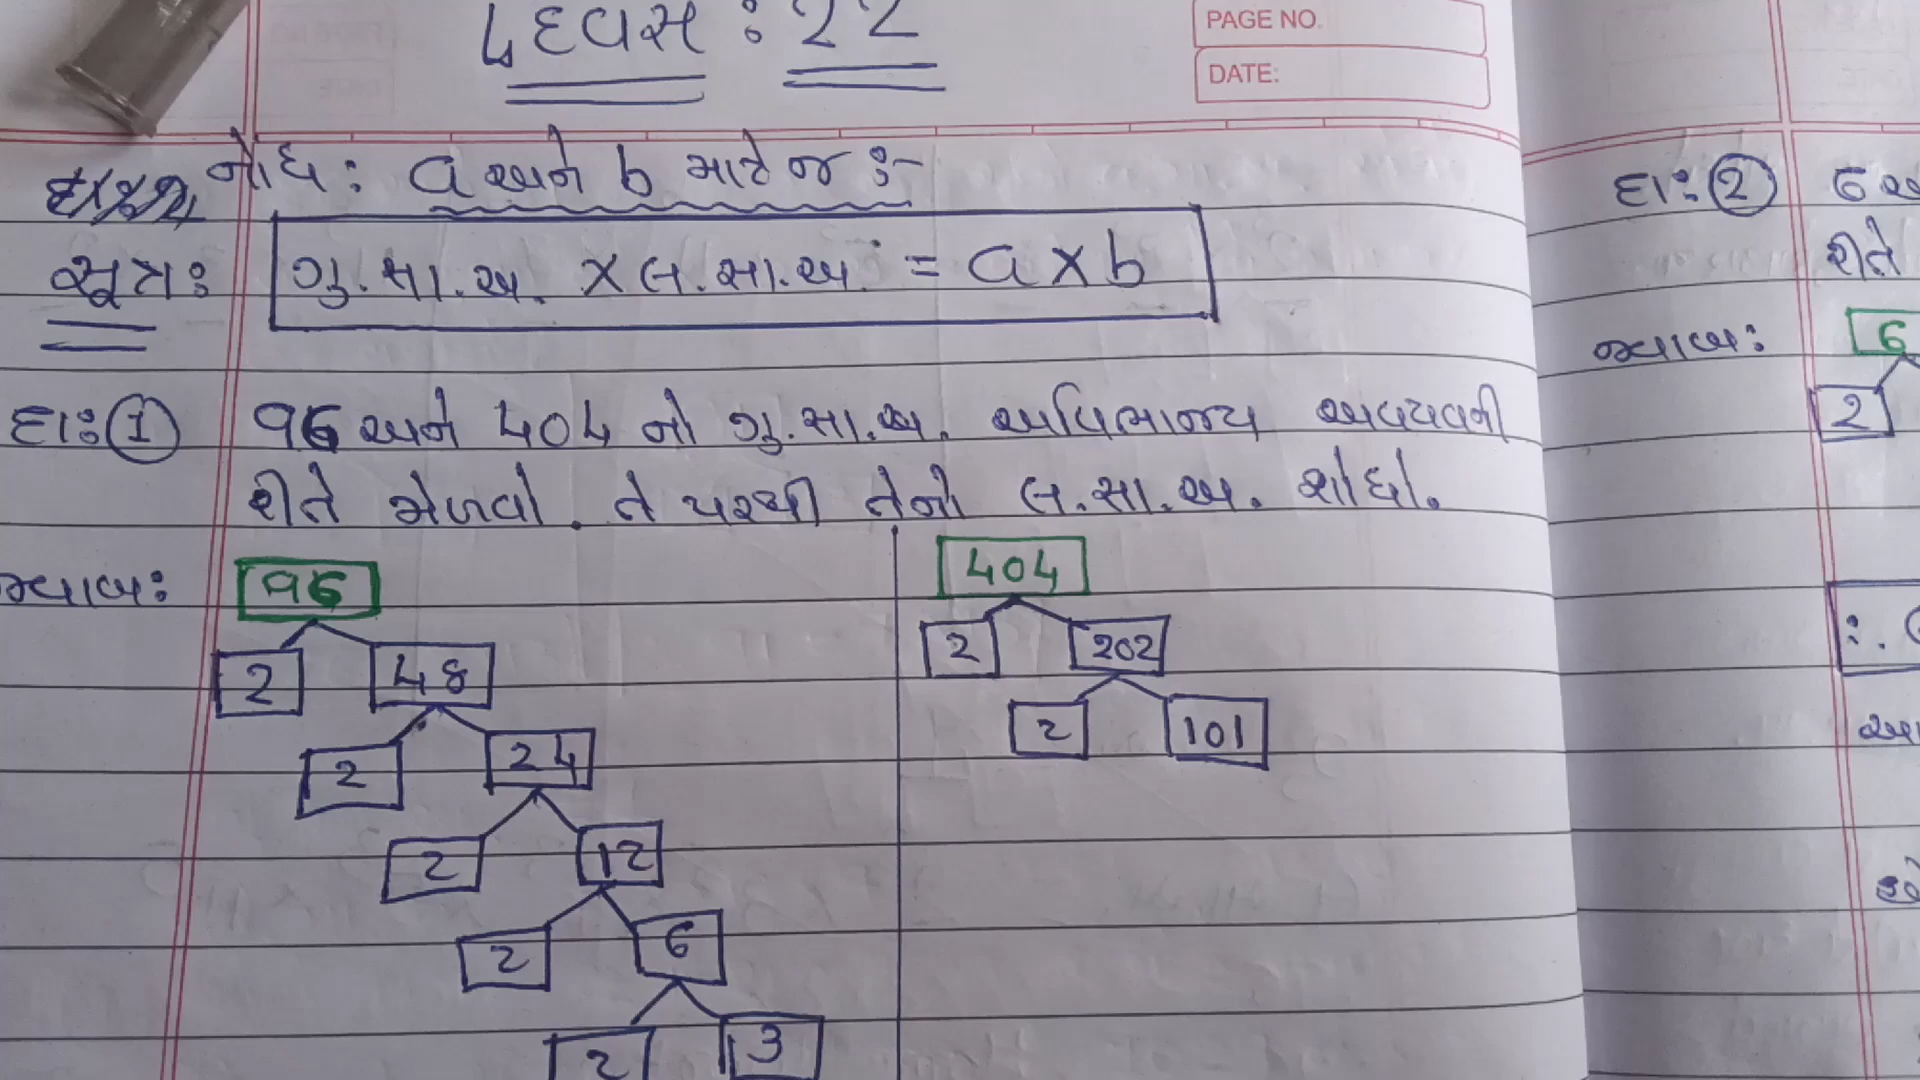 દિવસ : 22
PAGE NO.
DATE:
નોંધ : a અને b માટે જ :-
સૂત્ર : ગુ.સા.અ. × લ.સા.અ. = a × b
દા: 1 96 અને 404 નો ગુ.સા.અ. અવિભાજ્ય અવયવની
રીતે મેળવો. તે પરથી તેનો લ.સા.અ. શોધો.
જવાબ: 96 404
2 48 2 202
2 24 2 101
2 12
2 6
2 3
દા: 2 6 અ
રીતે
જવાબ: 6
2